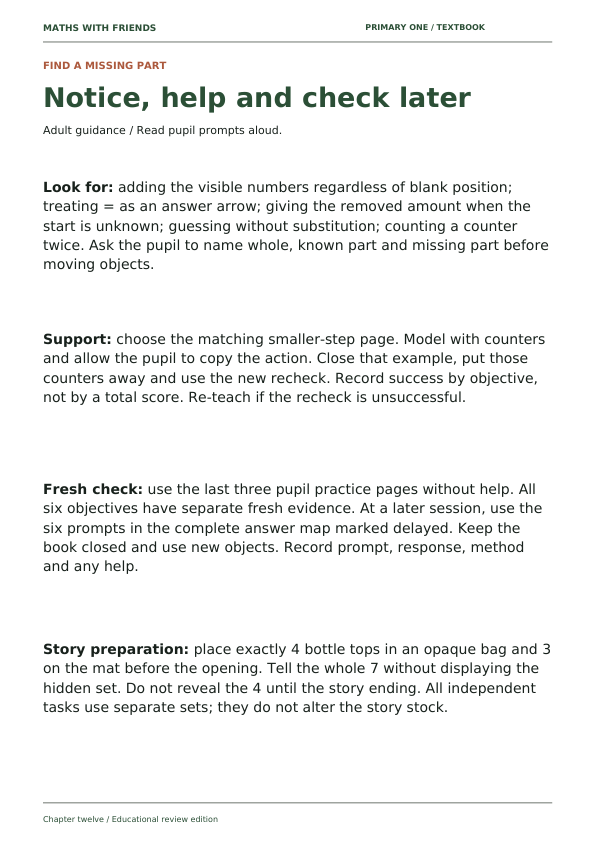 MATHS WITH FRIENDS
PRIMARY ONE / TEXTBOOK
FIND A MISSING PART
Notice, help and check later
Adult guidance / Read pupil prompts aloud.
Look for: adding the visible numbers regardless of blank position;
treating = as an answer arrow; giving the removed amount when the
start is unknown; guessing without substitution; counting a counter
twice. Ask the pupil to name whole, known part and missing part before
moving objects.
Support: choose the matching smaller-step page. Model with counters
and allow the pupil to copy the action. Close that example, put those
counters away and use the new recheck. Record success by objective,
not by a total score. Re-teach if the recheck is unsuccessful.
Fresh check: use the last three pupil practice pages without help. All
six objectives have separate fresh evidence. At a later session, use the
six prompts in the complete answer map marked delayed. Keep the
book closed and use new objects. Record prompt, response, method
and any help.
Story preparation: place exactly 4 bottle tops in an opaque bag and 3
on the mat before the opening. Tell the whole 7 without displaying the
hidden set. Do not reveal the 4 until the story ending. All independent
tasks use separate sets; they do not alter the story stock.
Chapter twelve / Educational review edition